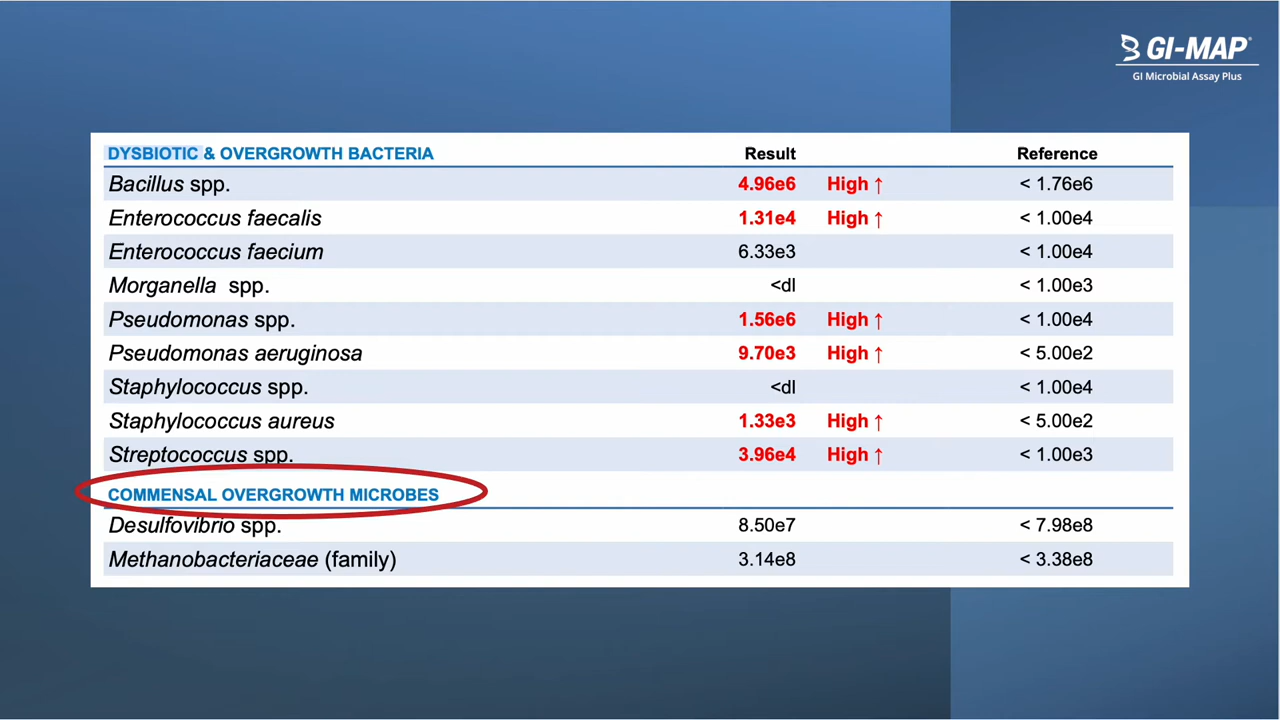 GI-MAP®
GI Microbial Assay Plus
DYSBIOTIC & OVERGROWTH BACTERIA Result Reference
Bacillus spp. 4.96e6 High ↑ < 1.76e6
Enterococcus faecalis 1.31e4 High ↑ < 1.00e4
Enterococcus faecium 6.33e3 < 1.00e4
Morganella spp. <dl < 1.00e3
Pseudomonas spp. 1.56e6 High ↑ < 1.00e4
Pseudomonas aeruginosa 9.70e3 High ↑ < 5.00e2
Staphylococcus spp. <dl < 1.00e4
Staphylococcus aureus 1.33e3 High ↑ < 5.00e2
Streptococcus spp. 3.96e4 High ↑ < 1.00e3
COMMENSAL OVERGROWTH MICROBES
Desulfovibrio spp. 8.50e7 < 7.98e8
Methanobacteriaceae (family) 3.14e8 < 3.38e8